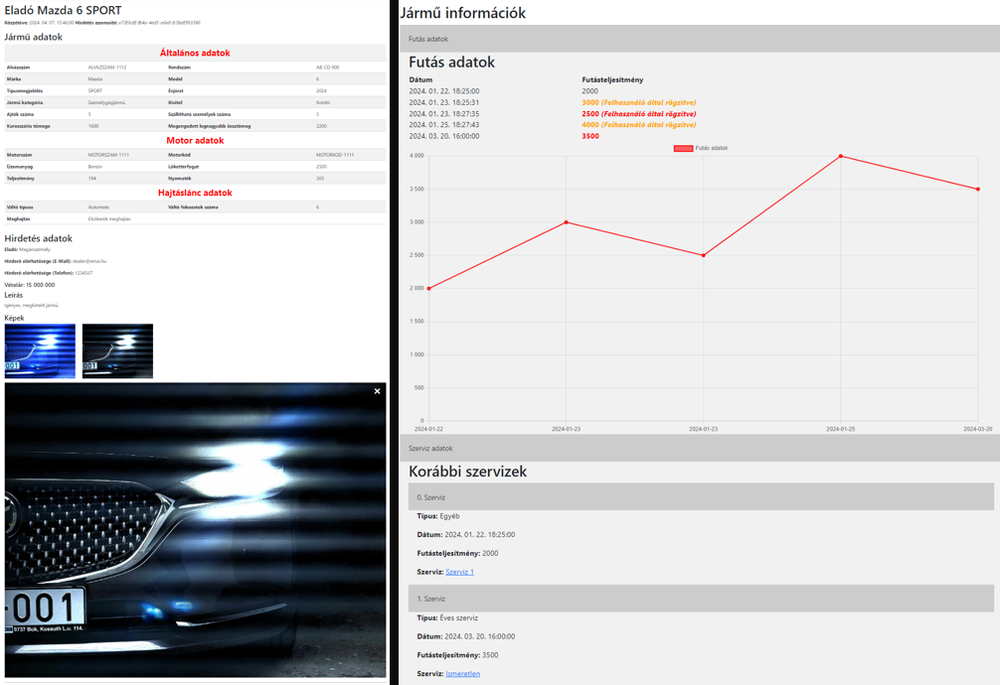 Eladó Mazda 6 SPORT
Közzétéve: 2024. 04. 07. 15:46:00 Hirdetés azonosító:
Jármű adatok
Általános adatok
Alvázszám ALVAZSZAM-1112 Rendszám AB-CD 000
Márka Mazda Model 6
Típusmegjelölés SPORT Évjárat 2024
Jármű kategória Személygépjármű Kivitel Kombi
Ajtók száma 5 Szállítható személyek száma 5
Karosszéria tömege 1600 Megengedett legnagyobb össztömeg 2200
Motor adatok
Motorszám MOTORSZAM-1111 Motorkód MOTORKOD-1111
Üzemanyag Benzin Lökettérfogat 2500
Teljesítmény 194 Nyomaték 265
Hajtáslánc adatok
Váltó típusa Automata Váltó fokozatok száma 6
Meghajtás Elsőkerék meghajtás
Hirdetés adatok
Eladó: Magánszemély
Hirdető elérhetősége (E-Mail): dealer@email.hu
Hirdető elérhetősége (Telefon): 1234567
Vételár: 15 000 000
Leírás
Igényes, megkímélt jármű.
Képek
001
001
×
-001
9737 Bük, Kossuth L.u. 114.
Jármű információk
Futás adatok
Futás adatok
Dátum Futásteljesítmény
2024. 01. 22. 18:25:00 2000
2024. 01. 23. 18:25:31 3000 (Felhasználó által rögzítve)
2024. 01. 23. 18:27:35 2500 (Felhasználó által rögzítve)
2024. 01. 25. 18:27:43 4000 (Felhasználó által rögzítve)
2024. 03. 20. 16:00:00 3500
Futás adatok
4 000
3 500
3 000
2 500
2 000
1 500
1 000
500
0
2024-01-22 2024-01-23 2024-01-23 2024-01-25 2024-03-20
Szerviz adatok
Korábbi szervizek
0. Szerviz
Típus: Egyéb
Dátum: 2024. 01. 22. 18:25:00
Futásteljesítmény: 2000
Szerviz: Szerviz 1
1. Szerviz
Típus: Éves szerviz
Dátum: 2024. 03. 20. 16:00:00
Futásteljesítmény: 3500
Szerviz: Ismeretlen